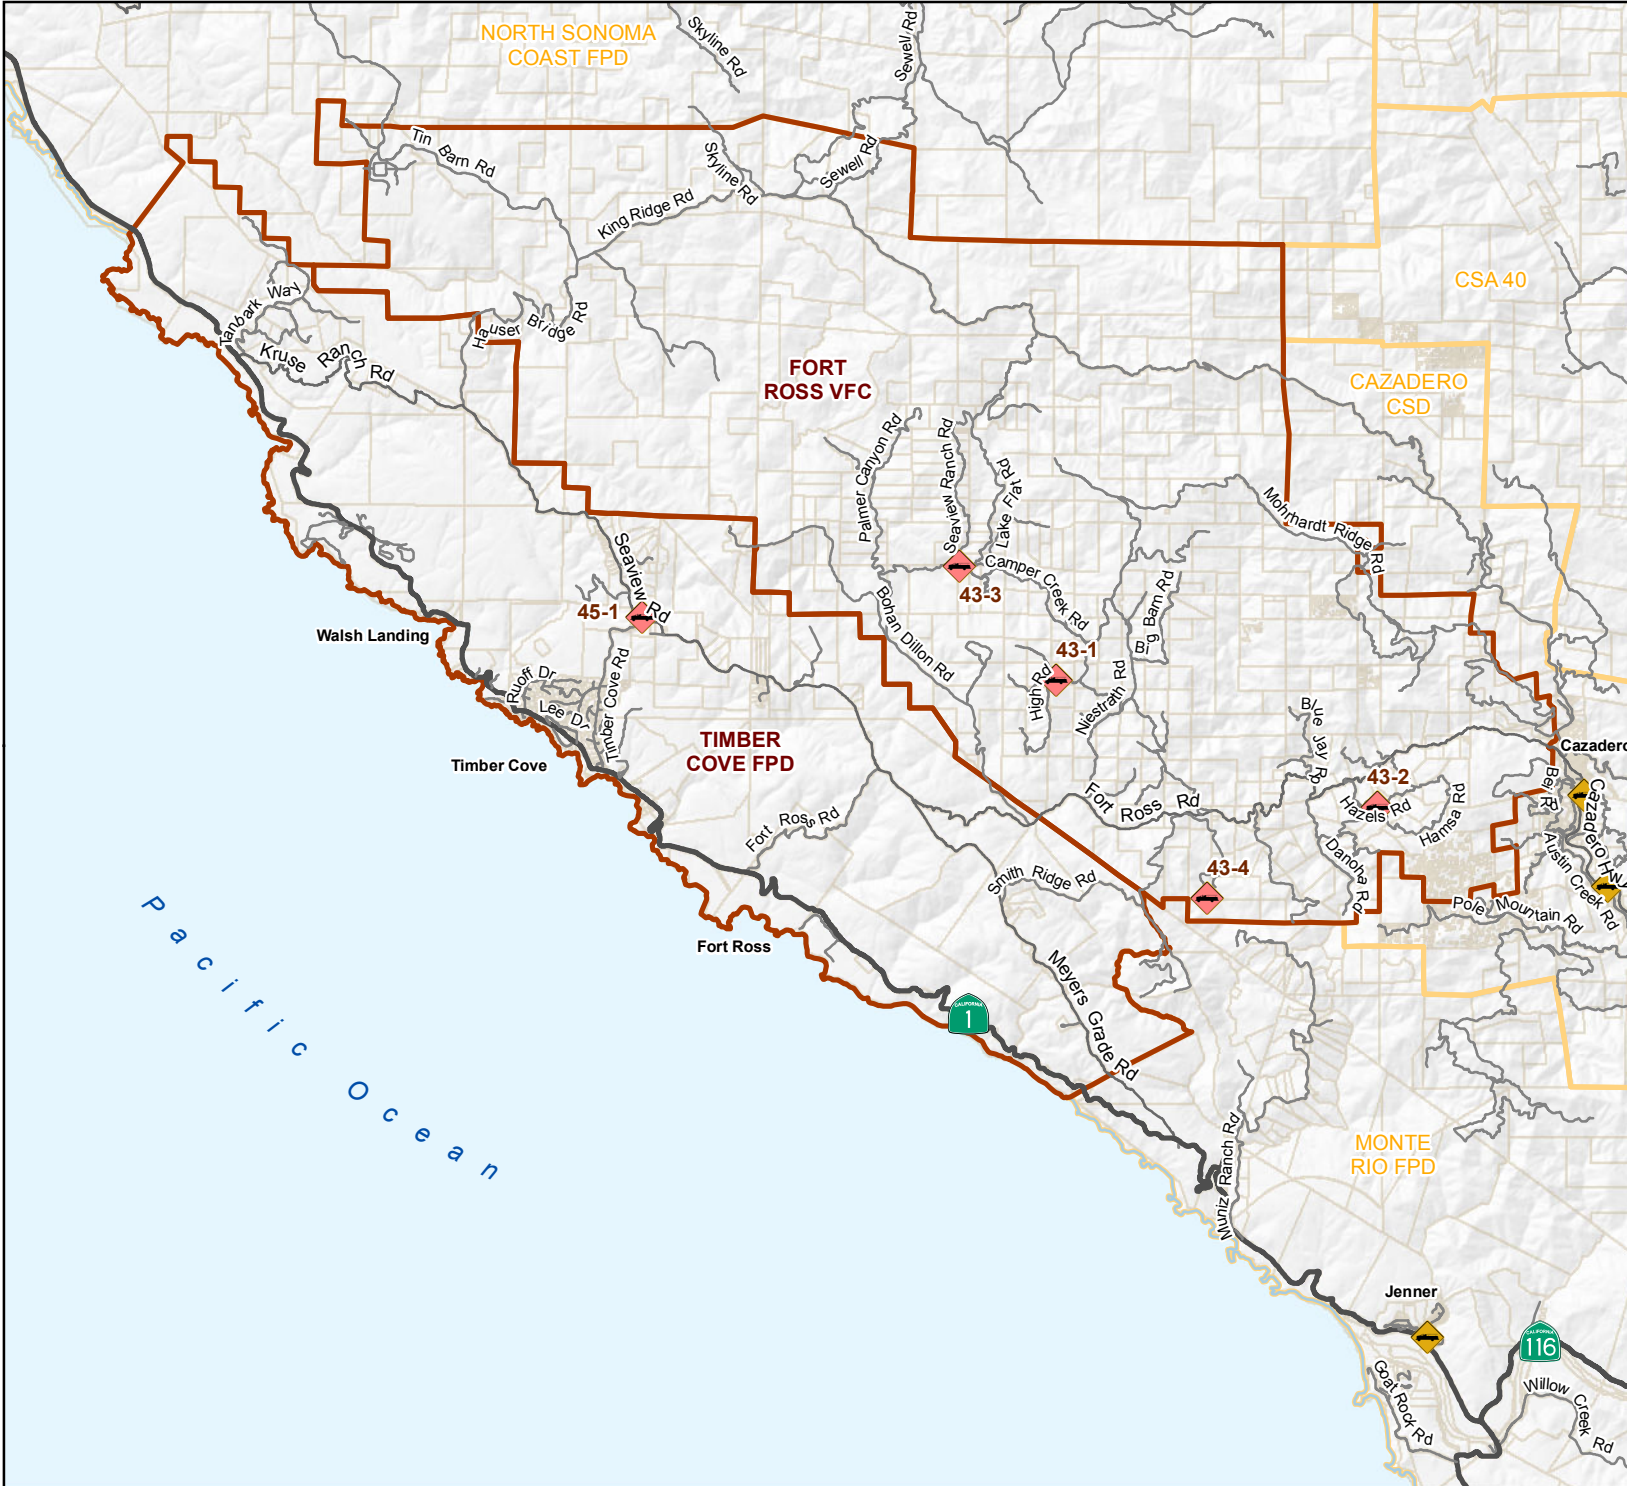 NORTH SONOMA
COAST FPD
Skyline Rd
Sewell Rd
Tin Barn Rd
Skyline Rd
Sewell Rd
King Ridge Rd
CSA 40
Tanbark Way
Hauser Bridge Rd
Kruse Ranch Rd
FORT
ROSS VFC
CAZADERO
CSD
Palmer Canyon Rd
Seaview Ranch Rd
Lake Flat Rd
Mohrhardt Ridge Rd
Seaview Rd
Camper Creek Rd
43-3
45-1
Big Barn Rd
Bohan Dillon Rd
Walsh Landing
43-1
High Rd
Niestrath Rd
Ruoff Dr
Lee Dr
Timber Cove Rd
Blue Jay Rd
TIMBER
COVE FPD
Cazadero
Timber Cove
Bei Rd
43-2
Hazels Rd
Hamsa Rd
Cazadero Hwy
Fort Ross Rd
Fort Ross Rd
Danoha Rd
Austin Creek Rd
43-4
Smith Ridge Rd
Pole Mountain Rd
Pacific Ocean
Fort Ross
Meyers Grade Rd
CALIFORNIA
1
MONTE
RIO FPD
Muniz Ranch Rd
Jenner
CALIFORNIA
116
Goat Rock Rd
Willow Creek Rd